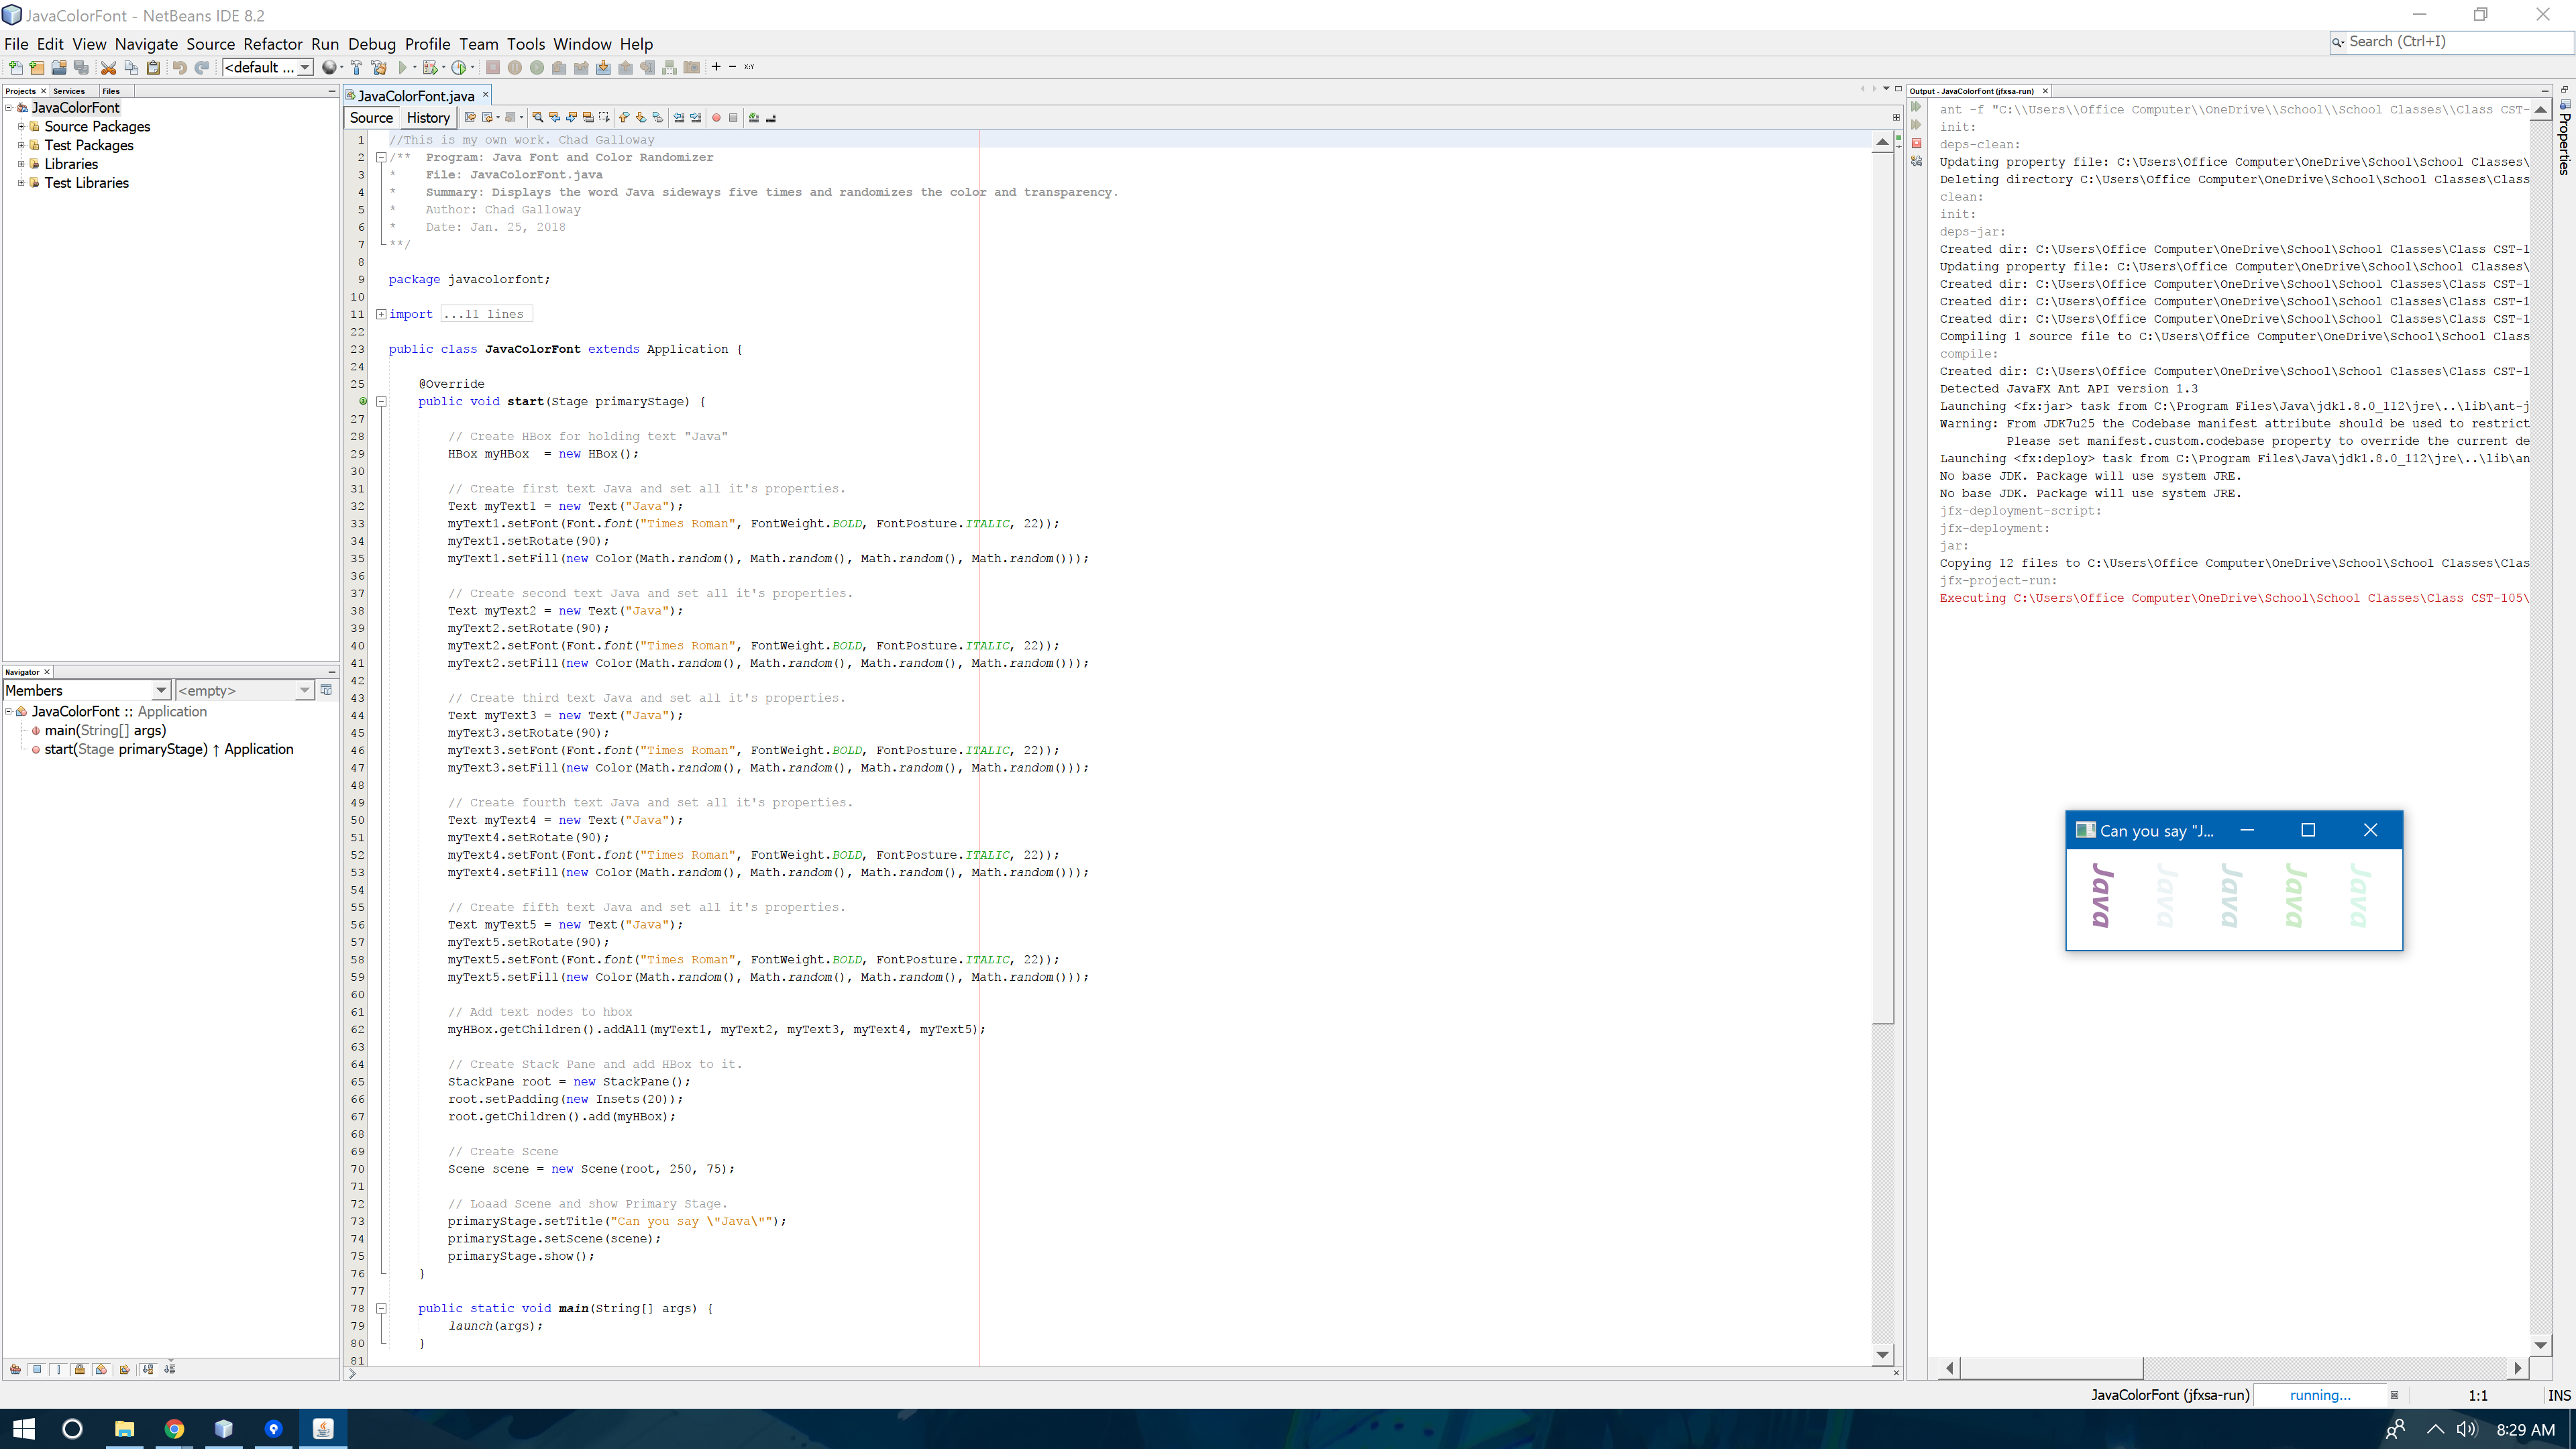 JavaColorFont - NetBeans IDE 8.2
File Edit View Navigate Source Refactor Run Debug Profile Team Tools Window Help
Search (Ctrl+I)
<default ...
Projects Services Files
JavaColorFont
Source Packages
Test Packages
Libraries
Test Libraries
Navigator
Members <empty>
JavaColorFont :: Application
main(String[] args)
start(Stage primaryStage) ↑ Application
JavaColorFont.java
Source History
1 //This is my own work. Chad Galloway
2 /** Program: Java Font and Color Randomizer
3 * File: JavaColorFont.java
4 * Summary: Displays the word Java sideways five times and randomizes the color and transparency.
5 * Author: Chad Galloway
6 * Date: Jan. 25, 2018
7 **/
8
9 package javacolorfont;
10
11 import ...11 lines
22
23 public class JavaColorFont extends Application {
24
25 @Override
public void start(Stage primaryStage) {
27
28 // Create HBox for holding text "Java"
29 HBox myHBox  = new HBox();
30
31 // Create first text Java and set all it's properties.
32 Text myText1 = new Text("Java");
33 myText1.setFont(Font.font("Times Roman", FontWeight.BOLD, FontPosture.ITALIC, 22));
34 myText1.setRotate(90);
35 myText1.setFill(new Color(Math.random(), Math.random(), Math.random(), Math.random()));
36
37 // Create second text Java and set all it's properties.
38 Text myText2 = new Text("Java");
39 myText2.setRotate(90);
40 myText2.setFont(Font.font("Times Roman", FontWeight.BOLD, FontPosture.ITALIC, 22));
41 myText2.setFill(new Color(Math.random(), Math.random(), Math.random(), Math.random()));
42
43 // Create third text Java and set all it's properties.
44 Text myText3 = new Text("Java");
45 myText3.setRotate(90);
46 myText3.setFont(Font.font("Times Roman", FontWeight.BOLD, FontPosture.ITALIC, 22));
47 myText3.setFill(new Color(Math.random(), Math.random(), Math.random(), Math.random()));
48
49 // Create fourth text Java and set all it's properties.
50 Text myText4 = new Text("Java");
51 myText4.setRotate(90);
52 myText4.setFont(Font.font("Times Roman", FontWeight.BOLD, FontPosture.ITALIC, 22));
53 myText4.setFill(new Color(Math.random(), Math.random(), Math.random(), Math.random()));
54
55 // Create fifth text Java and set all it's properties.
56 Text myText5 = new Text("Java");
57 myText5.setRotate(90);
58 myText5.setFont(Font.font("Times Roman", FontWeight.BOLD, FontPosture.ITALIC, 22));
59 myText5.setFill(new Color(Math.random(), Math.random(), Math.random(), Math.random()));
60
61 // Add text nodes to hbox
62 myHBox.getChildren().addAll(myText1, myText2, myText3, myText4, myText5);
63
64 // Create Stack Pane and add HBox to it.
65 StackPane root = new StackPane();
66 root.setPadding(new Insets(20));
67 root.getChildren().add(myHBox);
68
69 // Create Scene
70 Scene scene = new Scene(root, 250, 75);
71
72 // Loaad Scene and show Primary Stage.
73 primaryStage.setTitle("Can you say \"Java\"");
74 primaryStage.setScene(scene);
75 primaryStage.show();
76 }
77
78 public static void main(String[] args) {
79 launch(args);
80 }
81
Output - JavaColorFont (jfxsa-run)
ant -f "C:\\Users\\Office Computer\\OneDrive\\School\\School Classes\\Class CST-
init:
deps-clean:
Updating property file: C:\Users\Office Computer\OneDrive\School\School Classes\
Deleting directory C:\Users\Office Computer\OneDrive\School\School Classes\Class
clean:
init:
deps-jar:
Created dir: C:\Users\Office Computer\OneDrive\School\School Classes\Class CST-1
Updating property file: C:\Users\Office Computer\OneDrive\School\School Classes\
Created dir: C:\Users\Office Computer\OneDrive\School\School Classes\Class CST-1
Created dir: C:\Users\Office Computer\OneDrive\School\School Classes\Class CST-1
Created dir: C:\Users\Office Computer\OneDrive\School\School Classes\Class CST-1
Compiling 1 source file to C:\Users\Office Computer\OneDrive\School\School Class
compile:
Created dir: C:\Users\Office Computer\OneDrive\School\School Classes\Class CST-1
Detected JavaFX Ant API version 1.3
Launching <fx:jar> task from C:\Program Files\Java\jdk1.8.0_112\jre\..\lib\ant-j
Warning: From JDK7u25 the Codebase manifest attribute should be used to restrict
Please set manifest.custom.codebase property to override the current de
Launching <fx:deploy> task from C:\Program Files\Java\jdk1.8.0_112\jre\..\lib\an
No base JDK. Package will use system JRE.
No base JDK. Package will use system JRE.
jfx-deployment-script:
jfx-deployment:
jar:
Copying 12 files to C:\Users\Office Computer\OneDrive\School\School Classes\Clas
jfx-project-run:
Executing C:\Users\Office Computer\OneDrive\School\School Classes\Class CST-105\
Properties
Can you say "J...
Java
Java
Java
Java
Java
JavaColorFont (jfxsa-run) running... 1:1 INS
8:29 AM